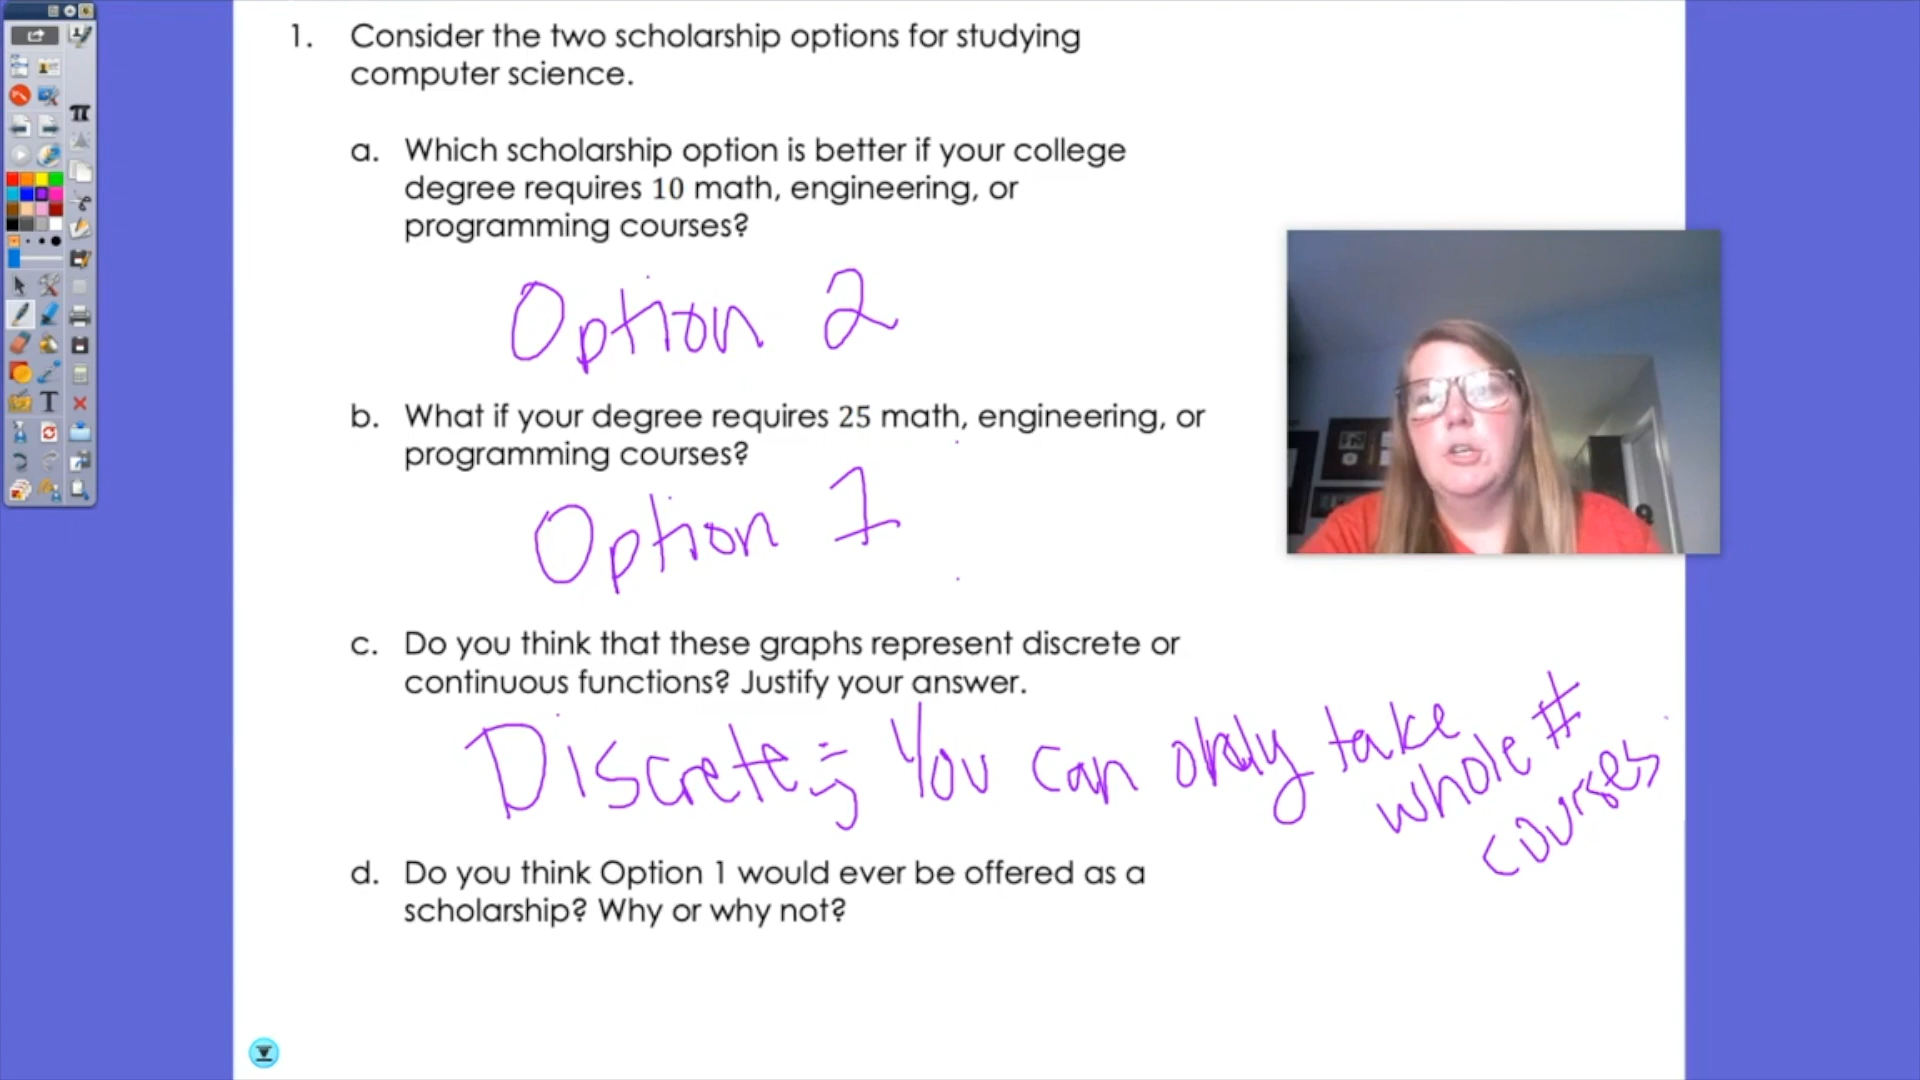 1. Consider the two scholarship options for studying
computer science.
a. Which scholarship option is better if your college
degree requires 10 math, engineering, or
programming courses?
Option 2
b. What if your degree requires 25 math, engineering, or
programming courses?
Option 1
c. Do you think that these graphs represent discrete or
continuous functions? Justify your answer.
Discrete; You can only take
whole #
courses
d. Do you think Option 1 would ever be offered as a
scholarship? Why or why not?